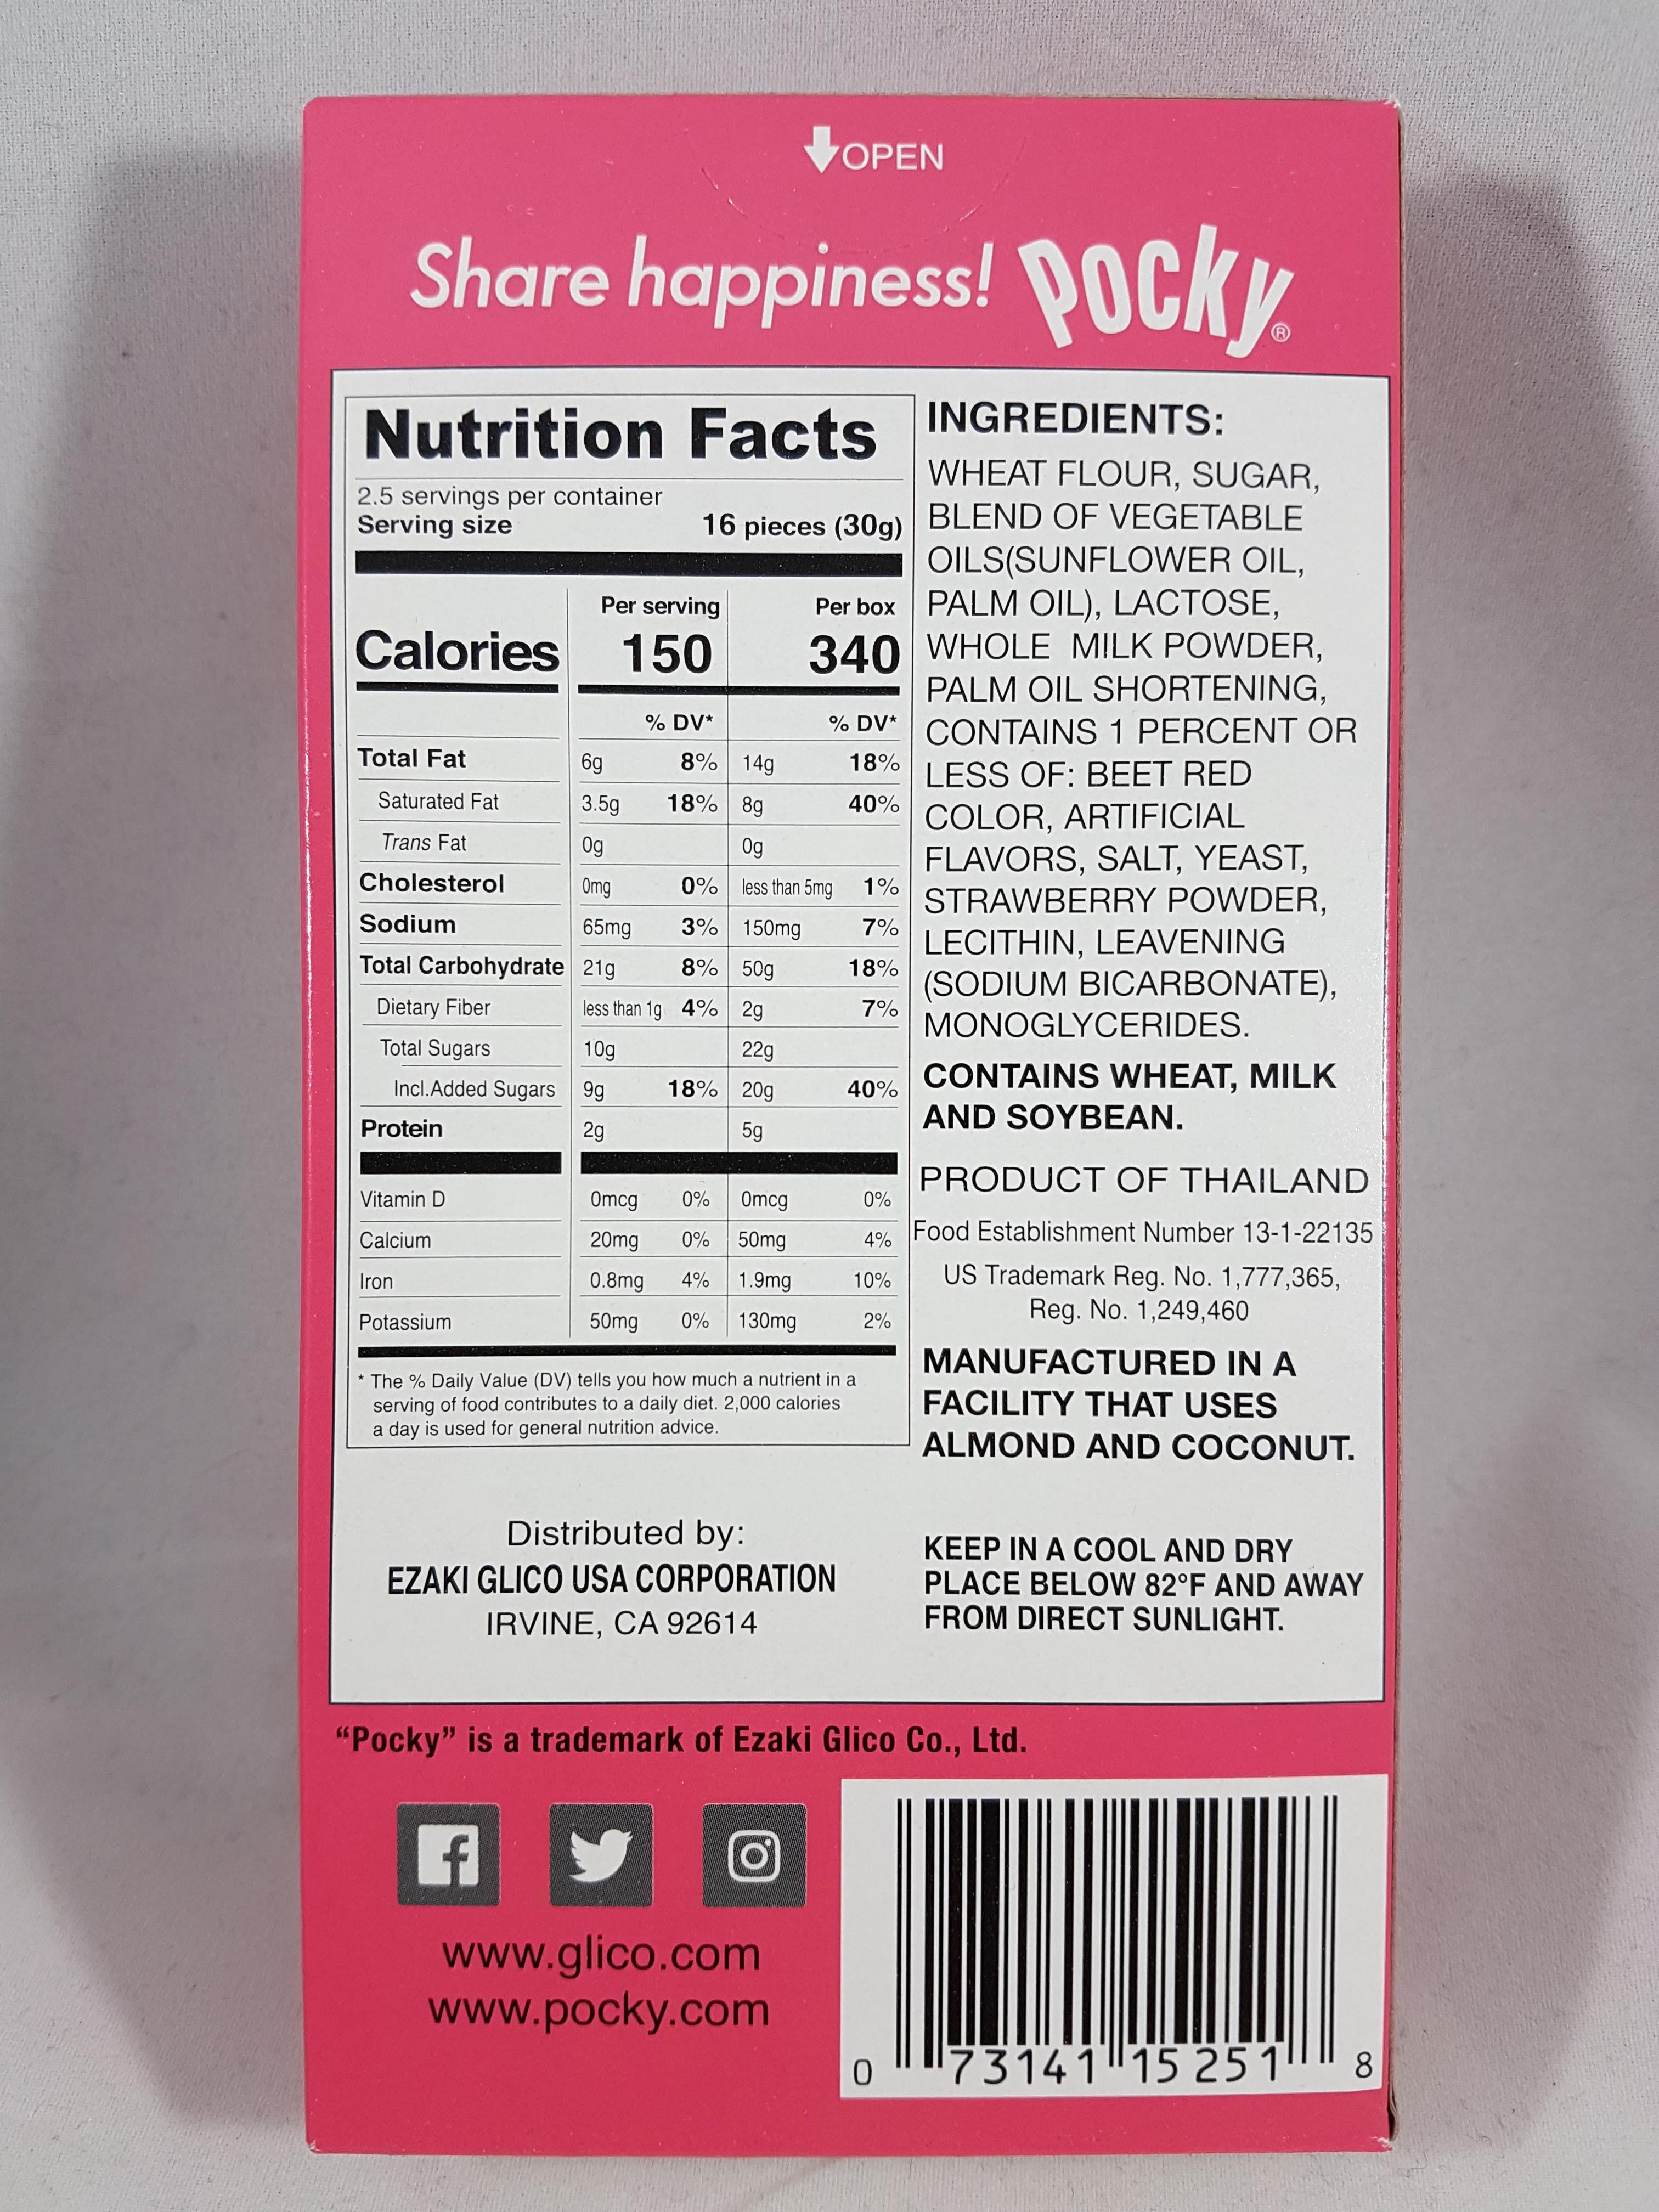 OPEN
Share happiness! Pocky®
Nutrition Facts
2.5 servings per container
Serving size 16 pieces (30g)
Per serving Per box
Calories 150 340
% DV* % DV*
Total Fat 6g 8% 14g 18%
Saturated Fat 3.5g 18% 8g 40%
Trans Fat 0g 0g
Cholesterol 0mg 0% less than 5mg 1%
Sodium 65mg 3% 150mg 7%
Total Carbohydrate 21g 8% 50g 18%
Dietary Fiber less than 1g 4% 2g 7%
Total Sugars 10g 22g
Incl.Added Sugars 9g 18% 20g 40%
Protein 2g 5g
Vitamin D 0mcg 0% 0mcg 0%
Calcium 20mg 0% 50mg 4%
Iron 0.8mg 4% 1.9mg 10%
Potassium 50mg 0% 130mg 2%
* The % Daily Value (DV) tells you how much a nutrient in a
serving of food contributes to a daily diet. 2,000 calories
a day is used for general nutrition advice.
INGREDIENTS:
WHEAT FLOUR, SUGAR,
BLEND OF VEGETABLE
OILS(SUNFLOWER OIL,
PALM OIL), LACTOSE,
WHOLE MILK POWDER,
PALM OIL SHORTENING,
CONTAINS 1 PERCENT OR
LESS OF: BEET RED
COLOR, ARTIFICIAL
FLAVORS, SALT, YEAST,
STRAWBERRY POWDER,
LECITHIN, LEAVENING
(SODIUM BICARBONATE),
MONOGLYCERIDES.
CONTAINS WHEAT, MILK
AND SOYBEAN.
PRODUCT OF THAILAND
Food Establishment Number 13-1-22135
US Trademark Reg. No. 1,777,365,
Reg. No. 1,249,460
MANUFACTURED IN A
FACILITY THAT USES
ALMOND AND COCONUT.
Distributed by:
EZAKI GLICO USA CORPORATION
IRVINE, CA 92614
KEEP IN A COOL AND DRY
PLACE BELOW 82°F AND AWAY
FROM DIRECT SUNLIGHT.
“Pocky” is a trademark of Ezaki Glico Co., Ltd.
www.glico.com
www.pocky.com
0 73141 15251 8